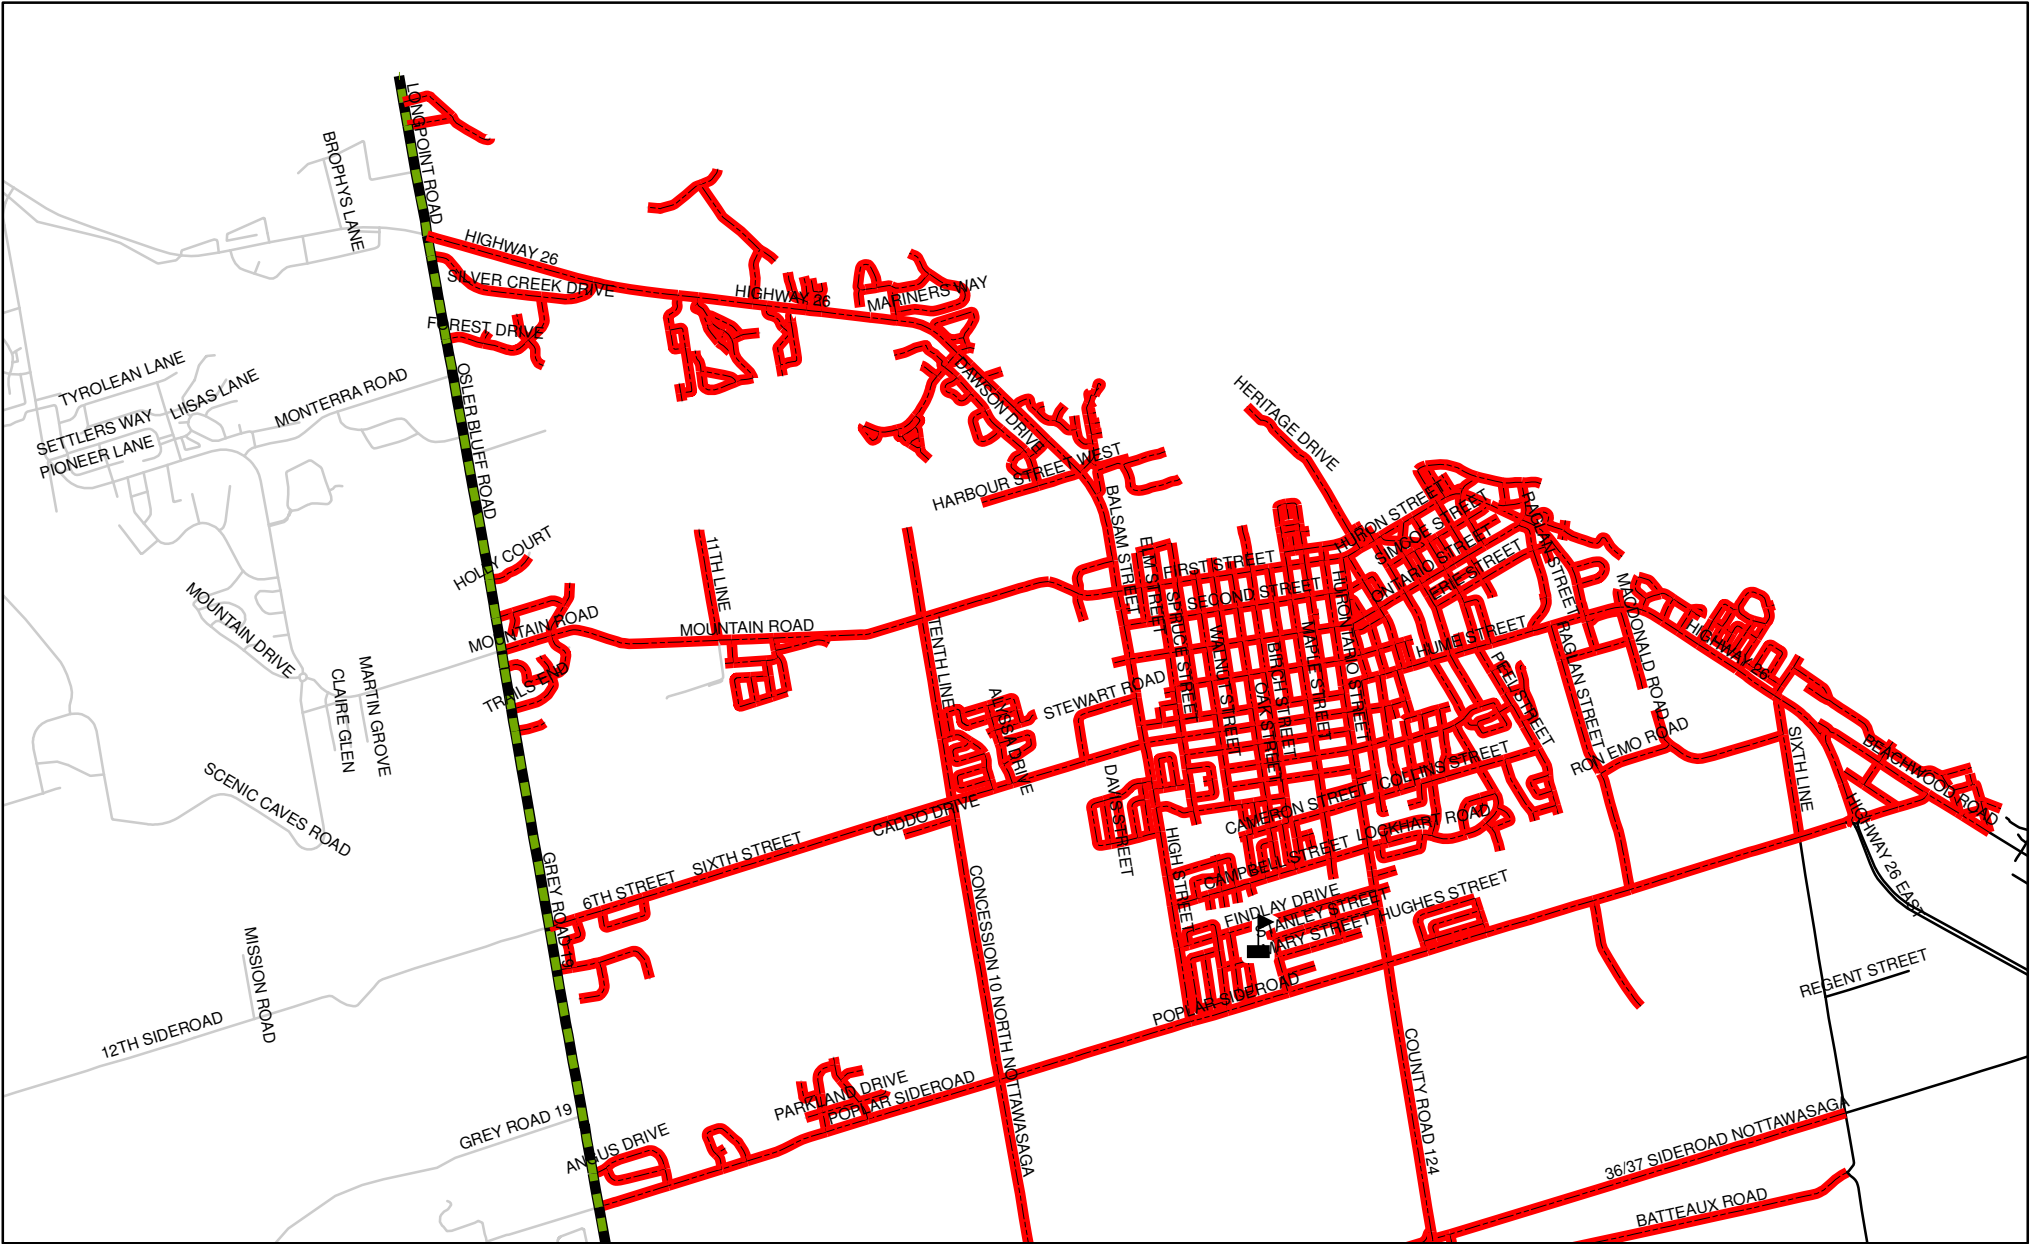 LONGPOINT ROAD
BROPHYS LANE
HIGHWAY 26
SILVER CREEK DRIVE
HIGHWAY 26
MARINERS WAY
FOREST DRIVE
TYROLEAN LANE
LIISAS LANE
MONTERRA ROAD
SETTLERS WAY
PIONEER LANE
OSLER BLUFF ROAD
DAWSON DRIVE
HERITAGE DRIVE
HARBOUR STREET WEST
BALSAM STREET
HURON STREET
SIMCOE STREET
RAGLAN STREET
ONTARIO STREET
ERIE STREET
HOLLY COURT
11TH LINE
ELM STREET
FIRST STREET
SECOND STREET
HURONTARIO STREET
MACDONALD ROAD
MOUNTAIN DRIVE
MOUNTAIN ROAD
MOUNTAIN ROAD
TENTH LINE
SPRUCE STREET
WALNUT STREET
BIRCH STREET
MAPLE STREET
OAK STREET
HUME STREET
PEEL STREET
RAGLAN STREET
HIGHWAY 26
CLAIRE GLEN
MARTIN GROVE
TRAILS END
ALYSSA DRIVE
STEWART ROAD
RON EMO ROAD
SIXTH LINE
BEACHWOOD ROAD
SCENIC CAVES ROAD
DAVIS STREET
COLLINS STREET
CAMERON STREET
LOCKHART ROAD
CADDO DRIVE
HIGHWAY 26 EAST
GREY ROAD 19
6TH STREET
SIXTH STREET
HIGH STREET
CAMPBELL STREET
FINDLAY DRIVE
STANLEY STREET
HUGHES STREET
MARY STREET
CONCESSION 10 NORTH NOTTAWASAGA
MISSION ROAD
12TH SIDEROAD
POPLAR SIDEROAD
REGENT STREET
COUNTY ROAD 124
PARKLAND DRIVE
POPLAR SIDEROAD
GREY ROAD 19
ANGUS DRIVE
36/37 SIDEROAD NOTTAWASAGA
BATTEAUX ROAD